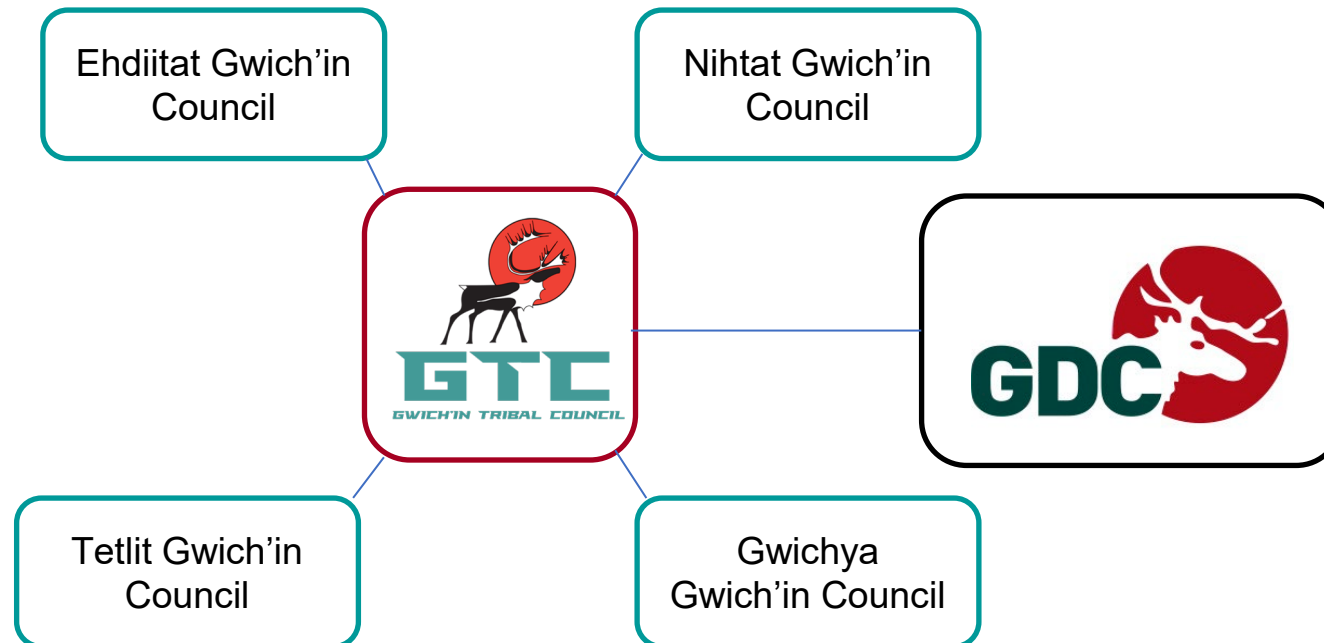 Ehdiitat Gwich’in
Council
Nihtat Gwich’in
Council
GTC
GWICH'IN TRIBAL COUNCIL
GDC
Tetlit Gwich’in
Council
Gwichya
Gwich’in Council